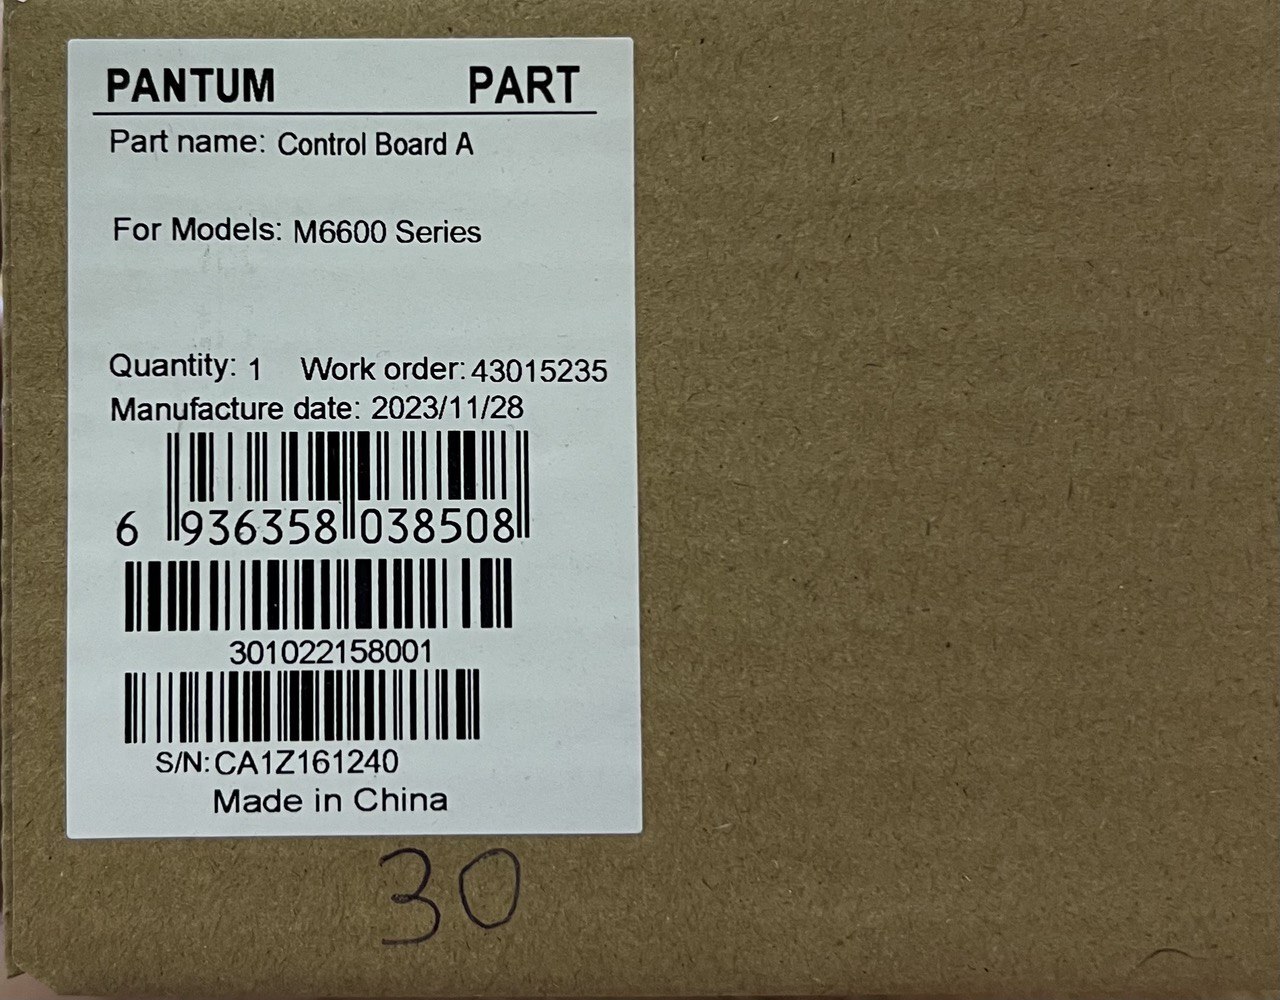 PANTUM PART
Part name: Control Board A
For Models: M6600 Series
Quantity: 1 Work order: 43015235
Manufacture date: 2023/11/28
6 936358 038508
301022158001
S/N:CA1Z161240
Made in China
30